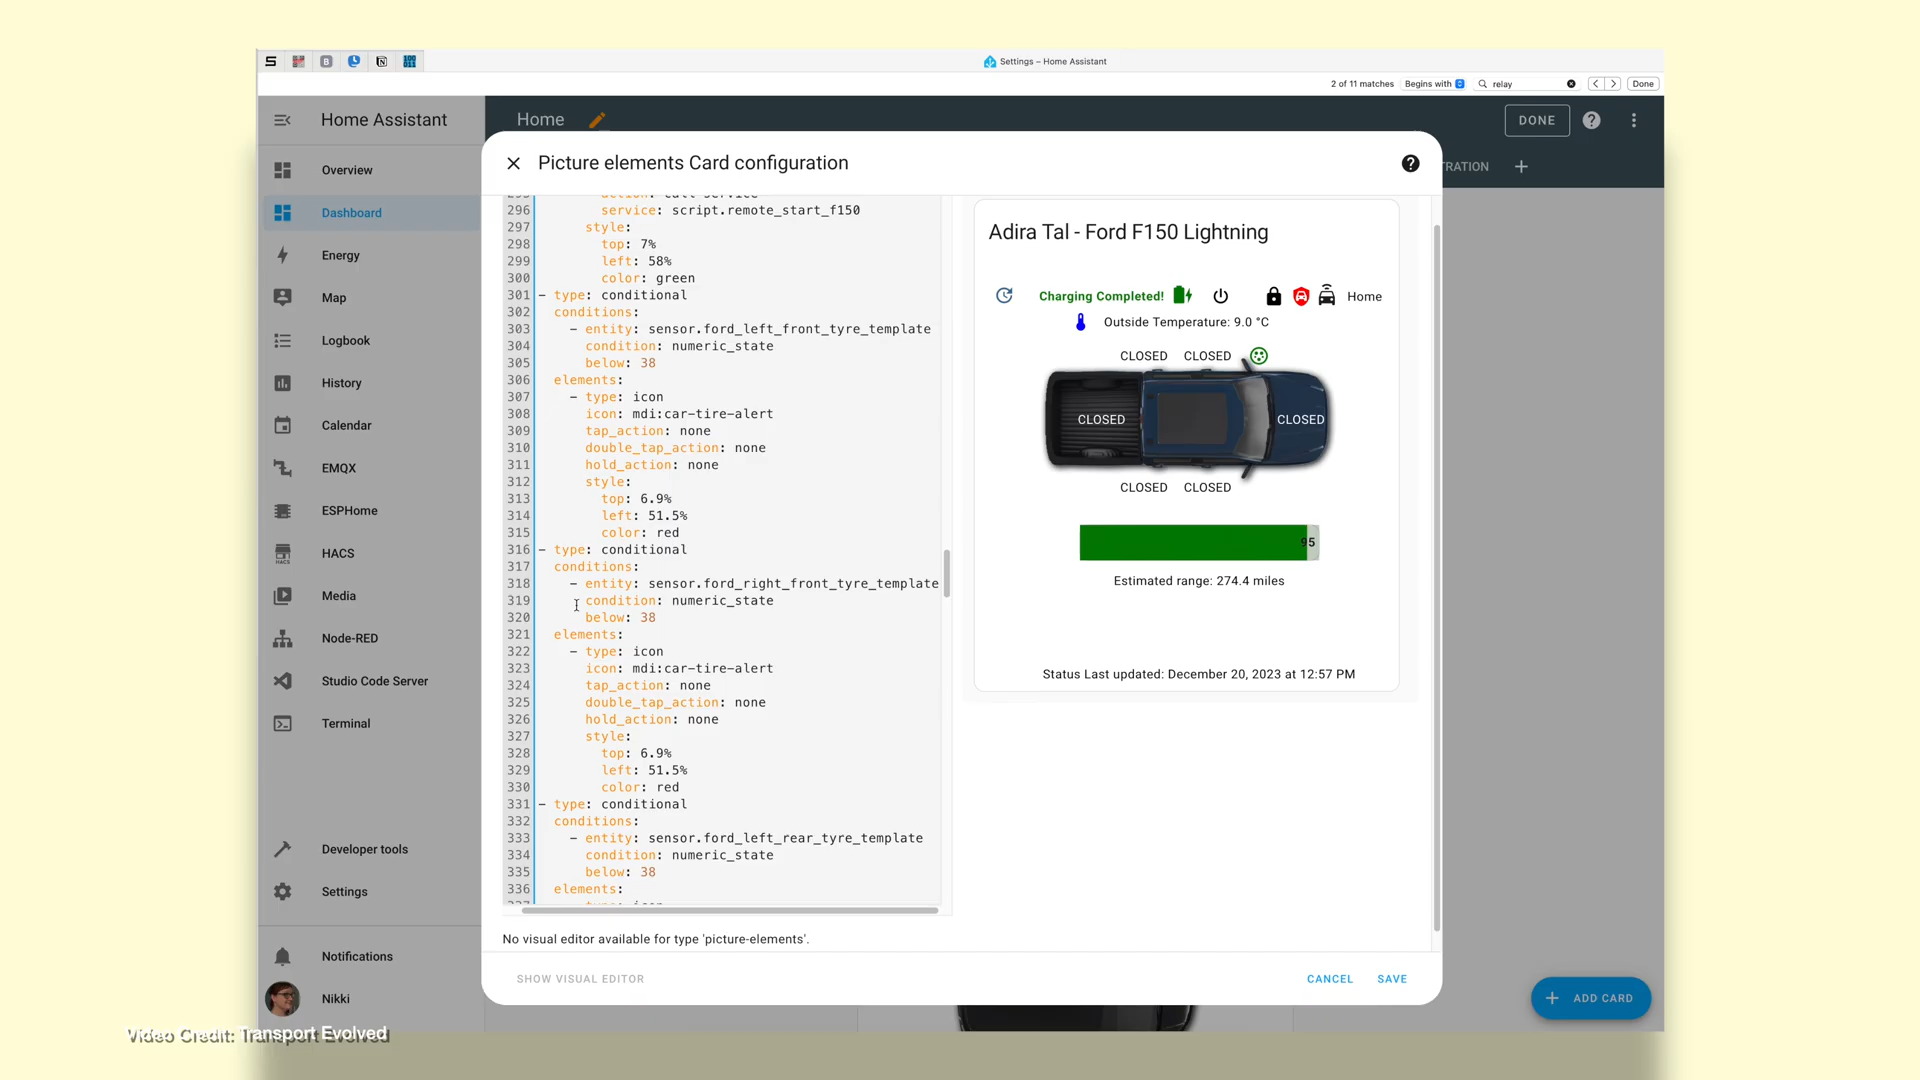 Settings – Home Assistant
2 of 11 matches
Begins with
relay
Done
Home Assistant
Home
DONE
TRATION
Overview
Dashboard
Energy
Map
Logbook
History
Calendar
EMQX
ESPHome
HACS
Media
Node-RED
Studio Code Server
Terminal
Developer tools
Settings
Notifications
Nikki
Picture elements Card configuration
296 service: script.remote_start_f150
297 style:
298 top: 7%
299 left: 58%
300 color: green
301 - type: conditional
302 conditions:
303 - entity: sensor.ford_left_front_tyre_template
304 condition: numeric_state
305 below: 38
306 elements:
307 - type: icon
308 icon: mdi:car-tire-alert
309 tap_action: none
310 double_tap_action: none
311 hold_action: none
312 style:
313 top: 6.9%
314 left: 51.5%
315 color: red
316 - type: conditional
317 conditions:
318 - entity: sensor.ford_right_front_tyre_template
319 condition: numeric_state
320 below: 38
321 elements:
322 - type: icon
323 icon: mdi:car-tire-alert
324 tap_action: none
325 double_tap_action: none
326 hold_action: none
327 style:
328 top: 6.9%
329 left: 51.5%
330 color: red
331 - type: conditional
332 conditions:
333 - entity: sensor.ford_left_rear_tyre_template
334 condition: numeric_state
335 below: 38
336 elements:
No visual editor available for type 'picture-elements'.
SHOW VISUAL EDITOR
CANCEL
SAVE
Adira Tal - Ford F150 Lightning
Charging Completed!
Home
Outside Temperature: 9.0 °C
CLOSED CLOSED
CLOSED
CLOSED
CLOSED CLOSED
95
Estimated range: 274.4 miles
Status Last updated: December 20, 2023 at 12:57 PM
ADD CARD
Video Credit: Transport Evolved